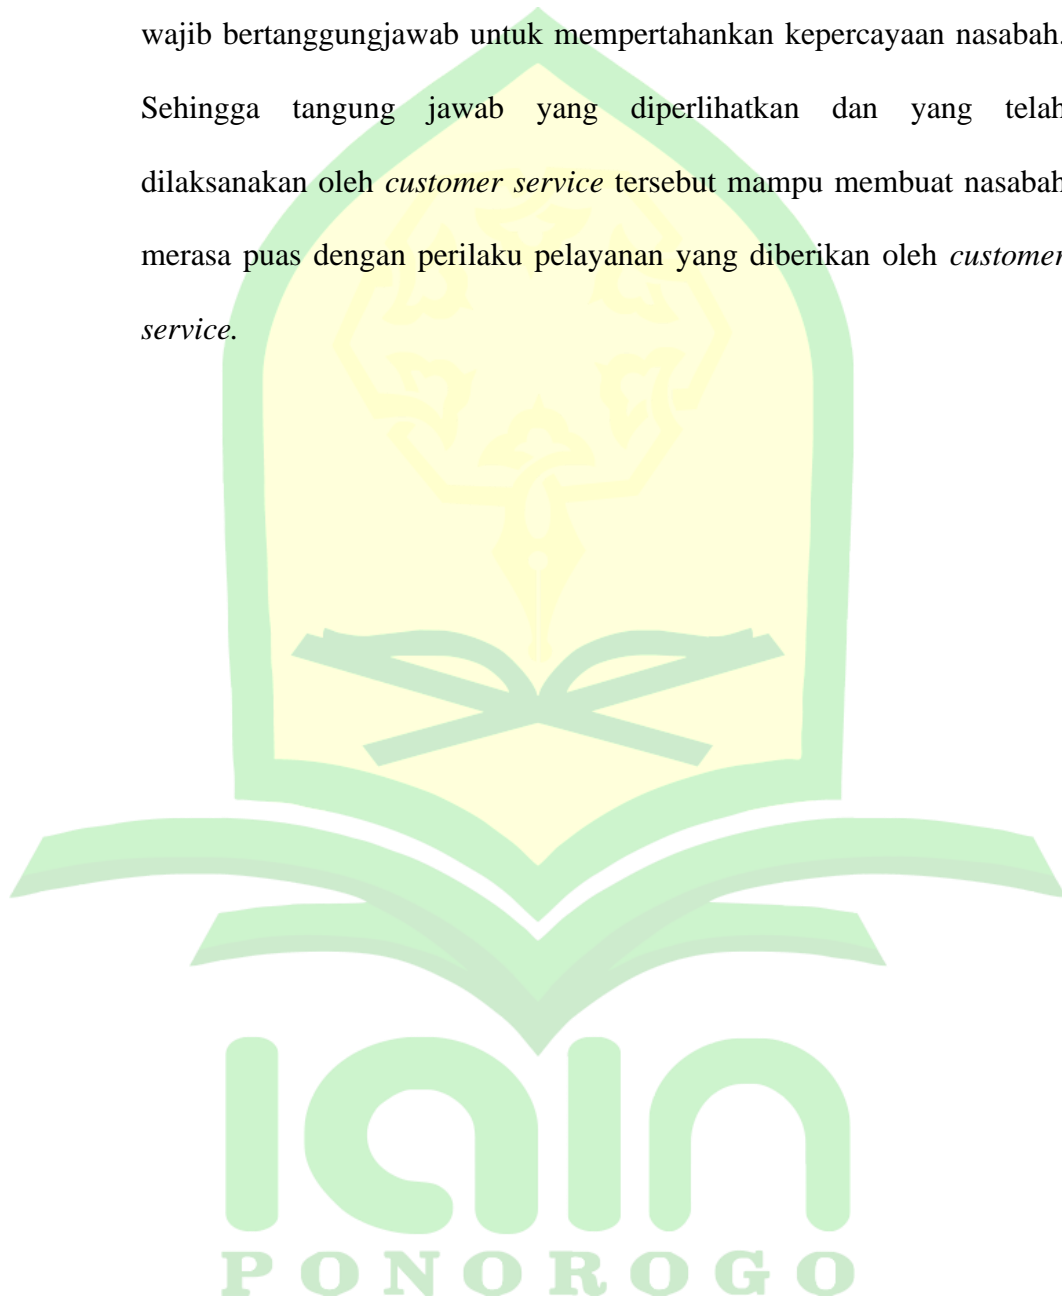 wajib bertanggungjawab untuk mempertahankan kepercayaan nasabah.
Sehingga tangung jawab yang diperlihatkan dan yang telah
dilaksanakan oleh customer service tersebut mampu membuat nasabah
merasa puas dengan perilaku pelayanan yang diberikan oleh customer
service.
IAIN
PONOROGO